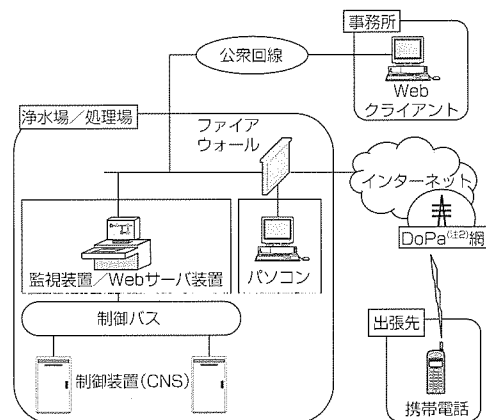 事務所
公衆回線
Web
クライアント
浄水場／処理場
ファイア
ウォール
インターネット
DoPa(注2)網
監視装置／Webサーバ装置
パソコン
制御バス
出張先
制御装置(CNS)
携帯電話